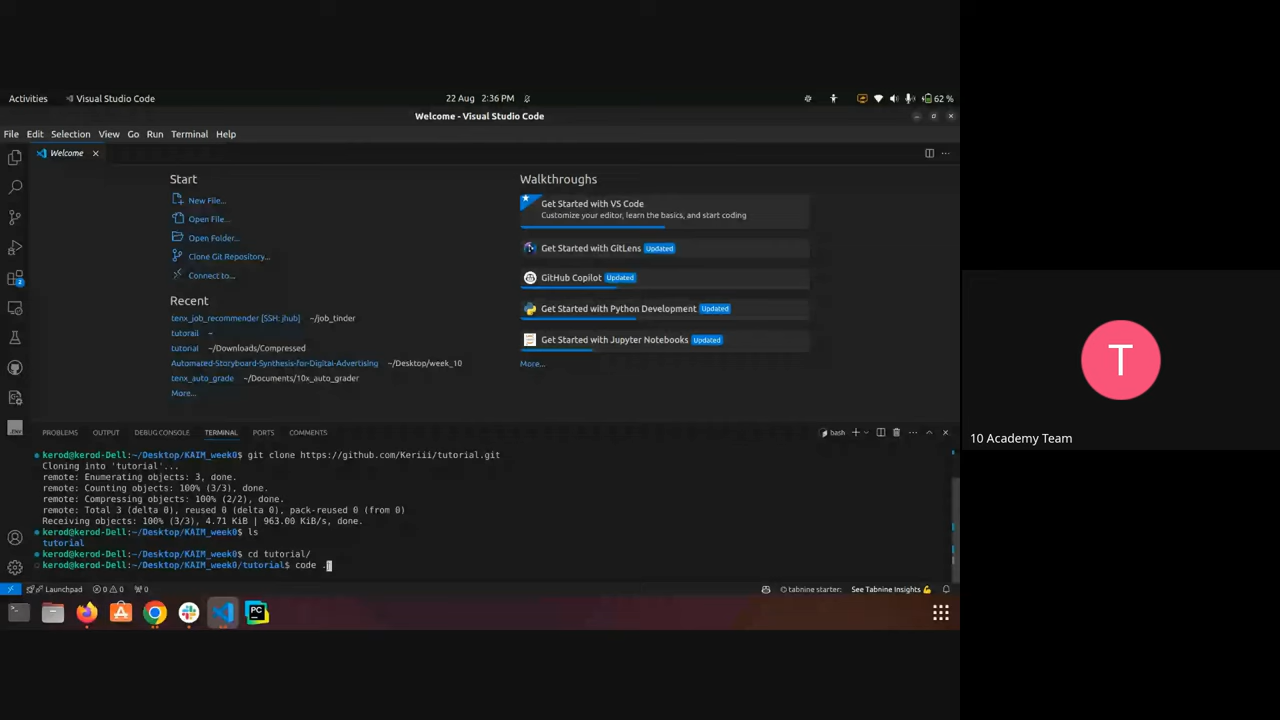 Activities
Visual Studio Code
22 Aug 2:36 PM
62 %
Welcome - Visual Studio Code
File Edit Selection View Go Run Terminal Help
Welcome
Start
New File...
Open File...
Open Folder...
Clone Git Repository...
Connect to...
Recent
tenx_job_recommender [SSH: jhub] ~/job_tinder
tutorail ~
tutorial ~/Downloads/Compressed
Automated-Storyboard-Synthesis-for-Digital-Advertising ~/Desktop/week_10
tenx_auto_grade ~/Documents/10x_auto_grader
More...
Walkthroughs
Get Started with VS Code
Customize your editor, learn the basics, and start coding
Get Started with GitLens Updated
GitHub Copilot Updated
Get Started with Python Development Updated
Get Started with Jupyter Notebooks Updated
More...
PROBLEMS OUTPUT DEBUG CONSOLE TERMINAL PORTS COMMENTS
bash
kerod@kerod-Dell:~/Desktop/KAIM_week0$ git clone https://github.com/Keriii/tutorial.git
Cloning into 'tutorial'...
remote: Enumerating objects: 3, done.
remote: Counting objects: 100% (3/3), done.
remote: Compressing objects: 100% (2/2), done.
remote: Total 3 (delta 0), reused 0 (delta 0), pack-reused 0 (from 0)
Receiving objects: 100% (3/3), 4.71 KiB | 963.00 KiB/s, done.
kerod@kerod-Dell:~/Desktop/KAIM_week0$ ls
tutorial
kerod@kerod-Dell:~/Desktop/KAIM_week0$ cd tutorial/
kerod@kerod-Dell:~/Desktop/KAIM_week0/tutorial$ code .
Launchpad 0 0 0
tabnine starter: See Tabnine Insights
PC
T
10 Academy Team